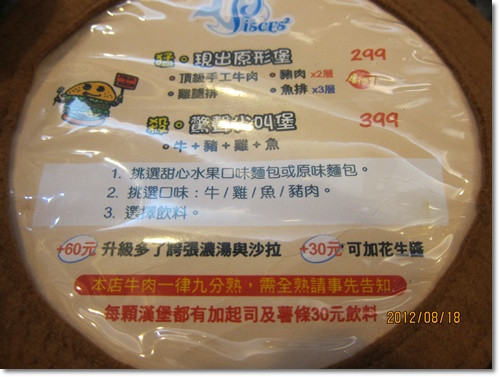 Pisces²
猛。現出原形堡 299
・頂級手工牛肉 ・豬肉x2層
・雞腿排 ・魚排 x3層
殺。驚聲尖叫堡 399
牛+豬+雞+魚
1. 挑選甜心水果口味麵包或原味麵包。
2. 挑選口味：牛/雞/魚/豬肉。
3. 選擇飲料。
+60元 升級多了誇張濃湯與沙拉 +30元 可加花生醬
本店牛肉一律九分熟，需全熟請事先告知.
每顆漢堡都有加起司及薯條30元飲料
2012/08/18